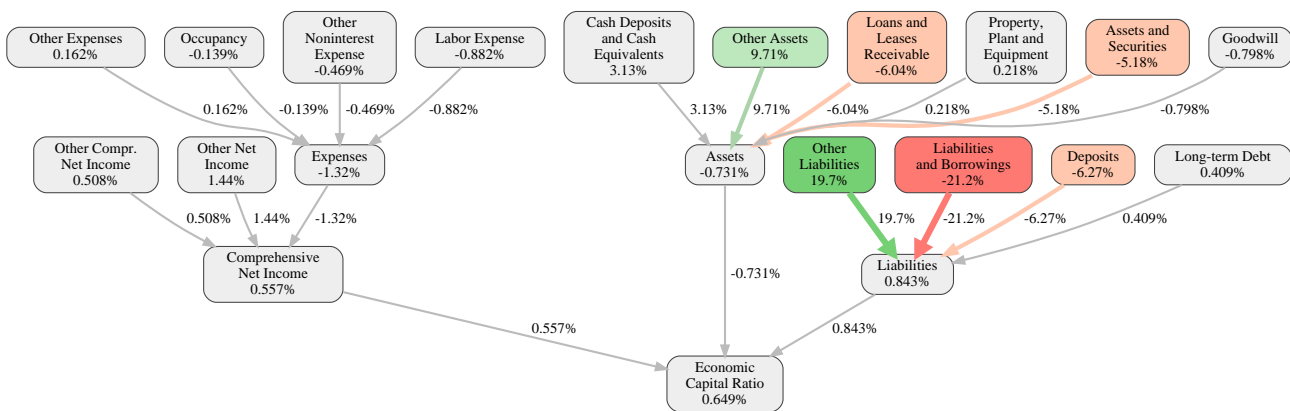 Other Expenses
0.162%
Occupancy
-0.139%
Other
Noninterest
Expense
-0.469%
Labor Expense
-0.882%
Cash Deposits
and Cash
Equivalents
3.13%
Other Assets
9.71%
Loans and
Leases
Receivable
-6.04%
Property,
Plant and
Equipment
0.218%
Assets and
Securities
-5.18%
Goodwill
-0.798%
0.162%
-0.139%
-0.469%
-0.882%
3.13%
9.71%
-6.04%
0.218%
-5.18%
-0.798%
Other Compr.
Net Income
0.508%
Other Net
Income
1.44%
Expenses
-1.32%
Assets
-0.731%
Other
Liabilities
19.7%
Liabilities
and Borrowings
-21.2%
Deposits
-6.27%
Long-term Debt
0.409%
0.508%
1.44%
-1.32%
19.7%
-21.2%
-6.27%
0.409%
Comprehensive
Net Income
0.557%
-0.731%
Liabilities
0.843%
0.557%
0.843%
Economic
Capital Ratio
0.649%